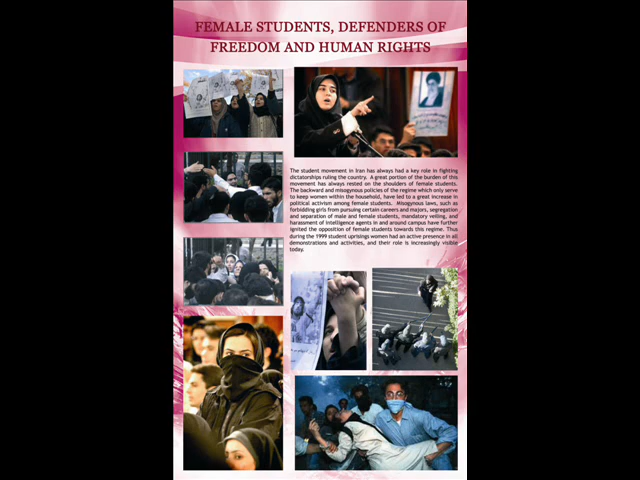 FEMALE STUDENTS, DEFENDERS OF
FREEDOM AND HUMAN RIGHTS
The student movement in Iran has always had a key role in fighting
dictatorships ruling the country. A great portion of the burden of this
movement has always rested on the shoulders of female students.
The backward and misogynous policies of the regime which only serve
to keep women within the household, have led to a great increase in
political activism among female students. Misogynous laws, such as
forbidding girls from pursuing certain careers and majors, segregation
and separation of male and female students, mandatory veiling, and
harassment of intelligence agents in and around campus have further
ignited the opposition of female students towards this regime. Thus
during the 1999 student uprisings women had an active presence in all
demonstrations and activities, and their role is increasingly visible
today.